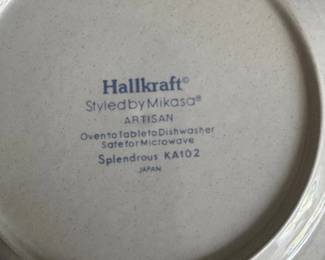 Hallkraft©
Styled by Mikasa®
ARTISAN
Oven to Table to Dishwasher
Safe for Microwave
Splendrous KA102
JAPAN